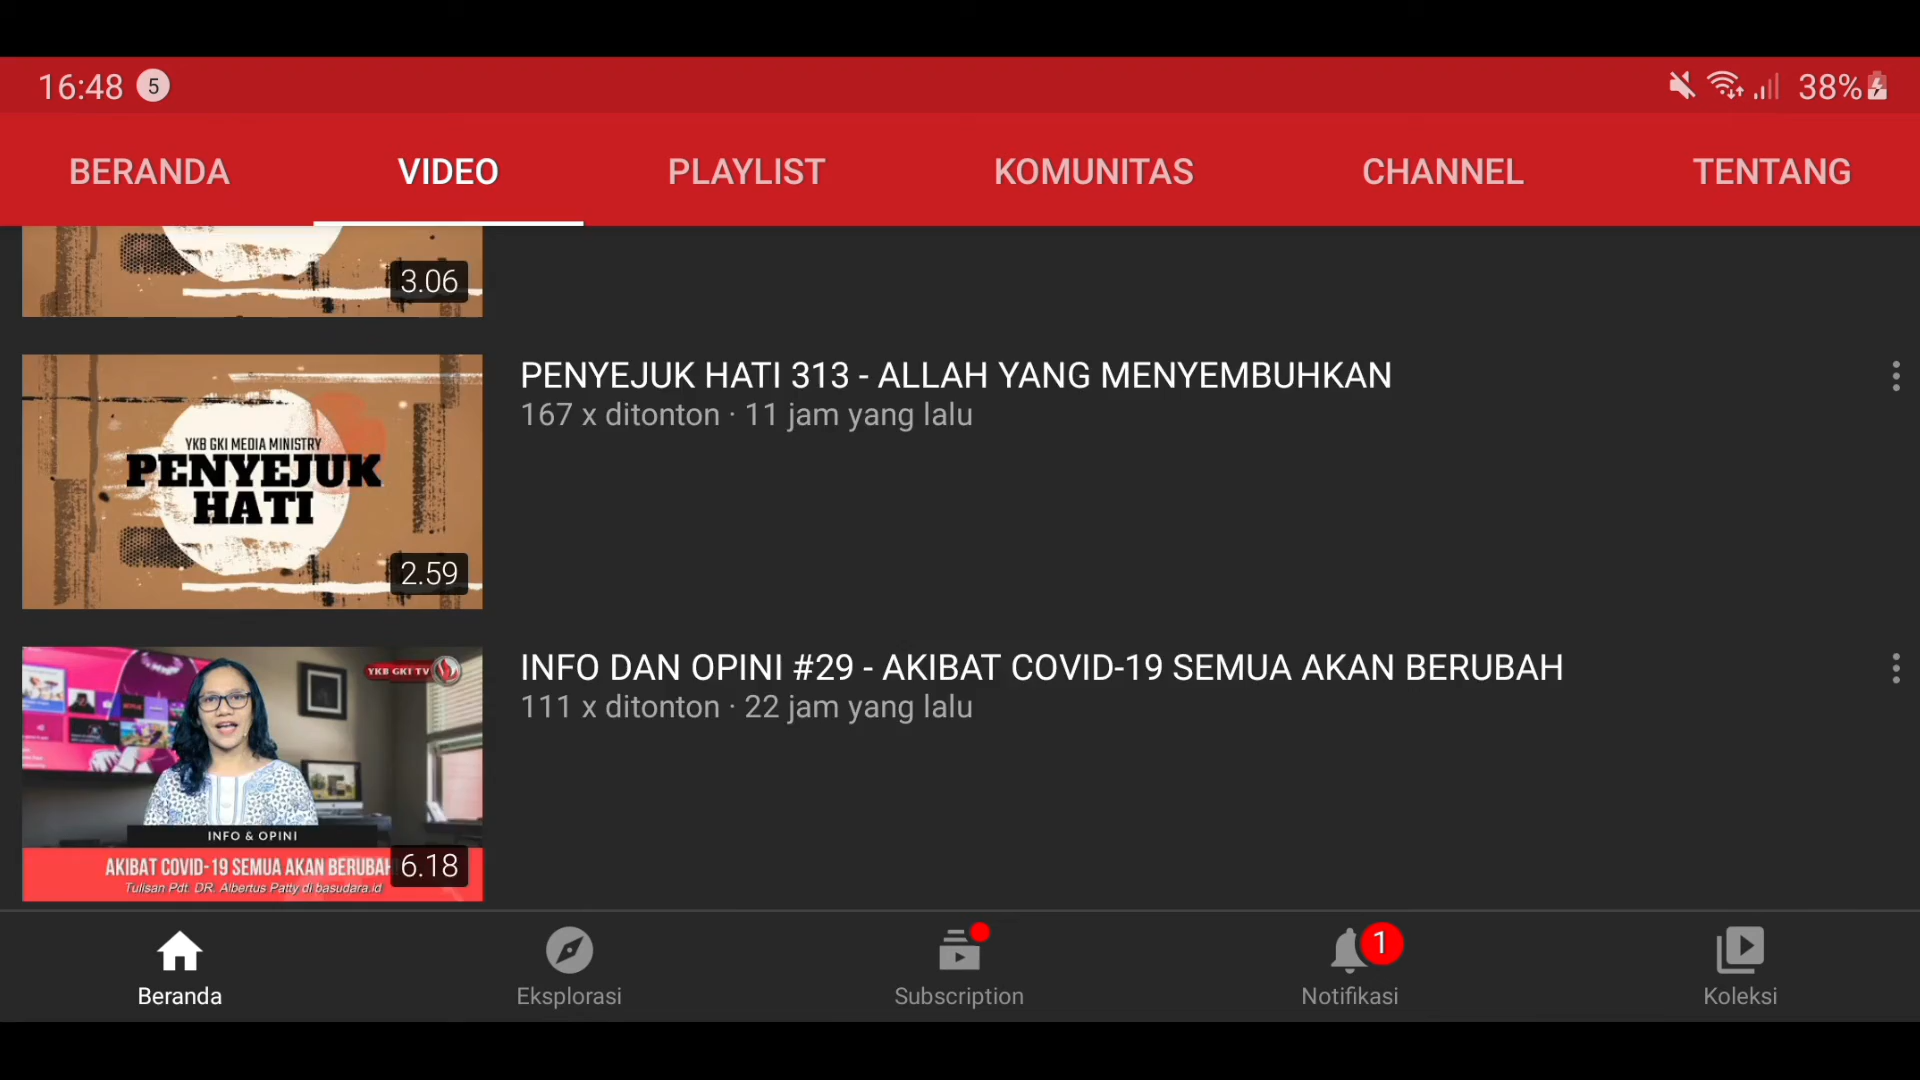 16:48 5 38%
BERANDA VIDEO PLAYLIST KOMUNITAS CHANNEL TENTANG
3.06
PENYEJUK HATI 313 - ALLAH YANG MENYEMBUHKAN
167 x ditonton · 11 jam yang lalu
YKB GKI MEDIA MINISTRY
PENYEJUK
HATI
2.59
INFO DAN OPINI #29 - AKIBAT COVID-19 SEMUA AKAN BERUBAH
111 x ditonton · 22 jam yang lalu
YKB GKI TV
INFO & OPINI
AKIBAT COVID-19 SEMUA AKAN BERUBAH
6.18
Tulisan Pdt. DR. Albertus Patty di basudara.id
1
Beranda Eksplorasi Subscription Notifikasi Koleksi